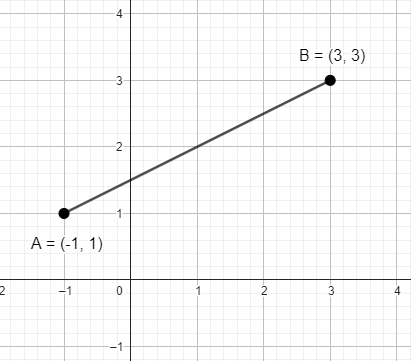 4
B = (3, 3)
3
2
1
A = (-1, 1)
2 −1 0 1 2 3 4
−1